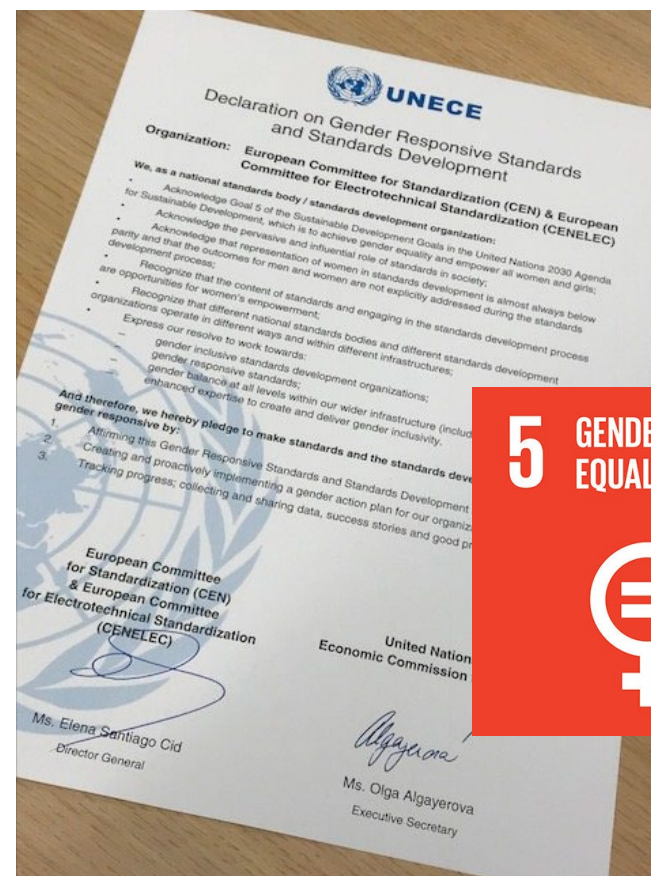 UNECE
Declaration on Gender Responsive Standards
and Standards Development
Organization: European Committee for Standardization (CEN) & European
Committee for Electrotechnical Standardization (CENELEC)
We, as a national standards body / standards development organization:
• Acknowledge Goal 5 of the Sustainable Development Goals in the United Nations 2030 Agenda
for Sustainable Development, which is to achieve gender equality and empower all women and girls;
• Acknowledge the pervasive and influential role of standards in society;
• Acknowledge that representation of women in standards development is almost always below
parity and that the outcomes for men and women are not explicitly addressed during the standards
development process;
• Recognize that the content of standards and engaging in the standards development process
are opportunities for women's empowerment;
• Recognize that different national standards bodies and different standards development
organizations operate in different ways and within different infrastructures;
• Express our resolve to work towards:
– gender inclusive standards development organizations;
– gender responsive standards;
– gender balance at all levels within our wider infrastructure (includ
– enhanced expertise to create and deliver gender inclusivity.
And therefore, we hereby pledge to make standards and the standards deve
gender responsive by:
1. Affirming this Gender Responsive Standards and Standards Development
2. Creating and proactively implementing a gender action plan for our organiz
3. Tracking progress; collecting and sharing data, success stories and good pr
5 GENDE
EQUAL
European Committee
for Standardization (CEN)
& European Committee
for Electrotechnical Standardization
(CENELEC)
United Nation
Economic Commission
Ms. Elena Santiago Cid
Director General
Algayerova
Ms. Olga Algayerova
Executive Secretary